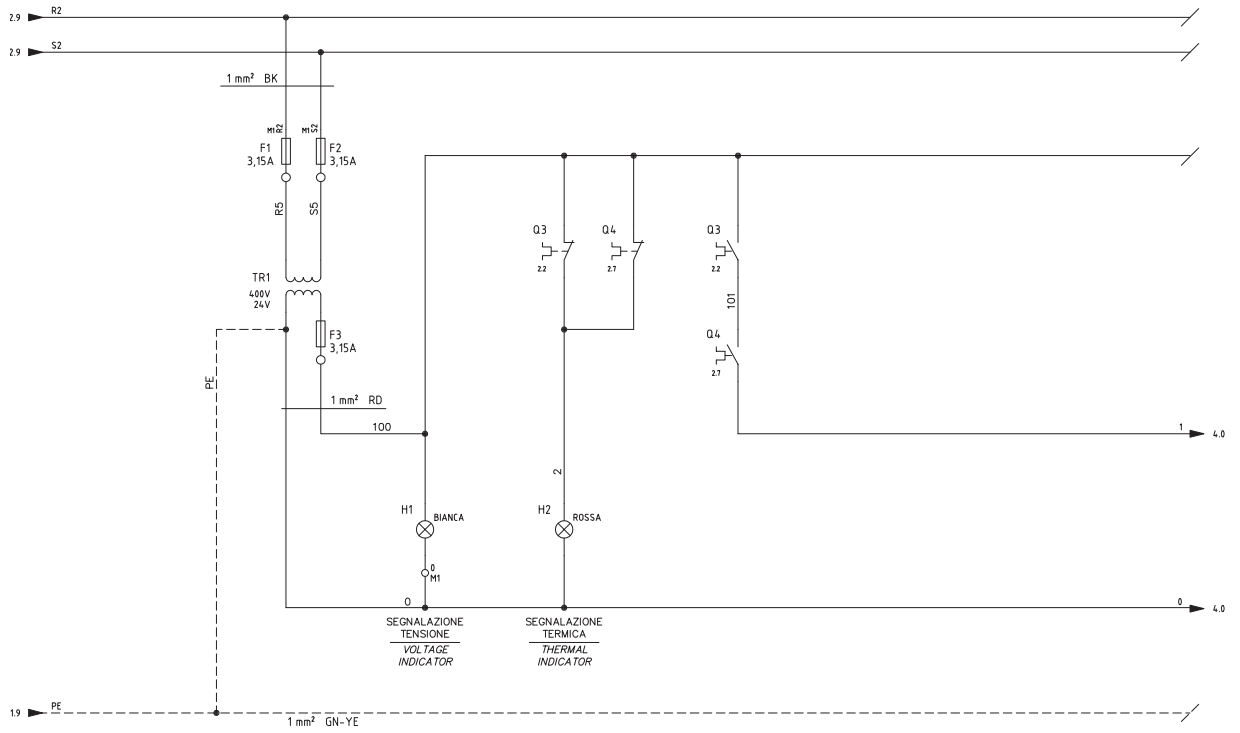 2.9 R2
2.9 S2
1 mm² BK
M1 R2 M1 S2
F1 F2
3,15A 3,15A
R5 S5
Q3 Q4 Q3
2.2 2.7 2.2
TR1
400V
24V
101
F3
3,15A
Q4
2.7
PE
1 mm² RD
100
1 4.0
2
H1 BIANCA
H2 ROSSA
0
M1
0 0 4.0
SEGNALAZIONE
TENSIONE
VOLTAGE
INDICATOR
SEGNALAZIONE
TERMICA
THERMAL
INDICATOR
1.9 PE
1 mm² GN-YE